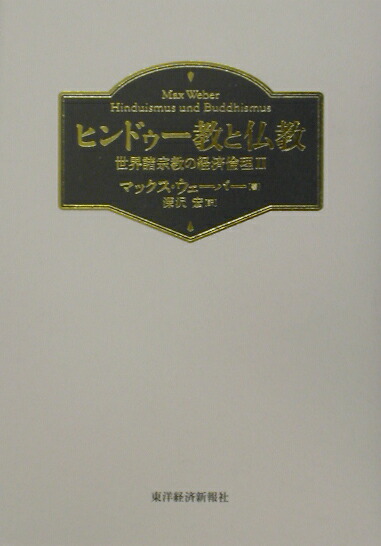 Max Weber
Hinduismus und Buddhismus
ヒンドゥー教と仏教
世界諸宗教の経済倫理II
マックス・ウェーバー 著
深沢 宏 訳
東洋経済新報社